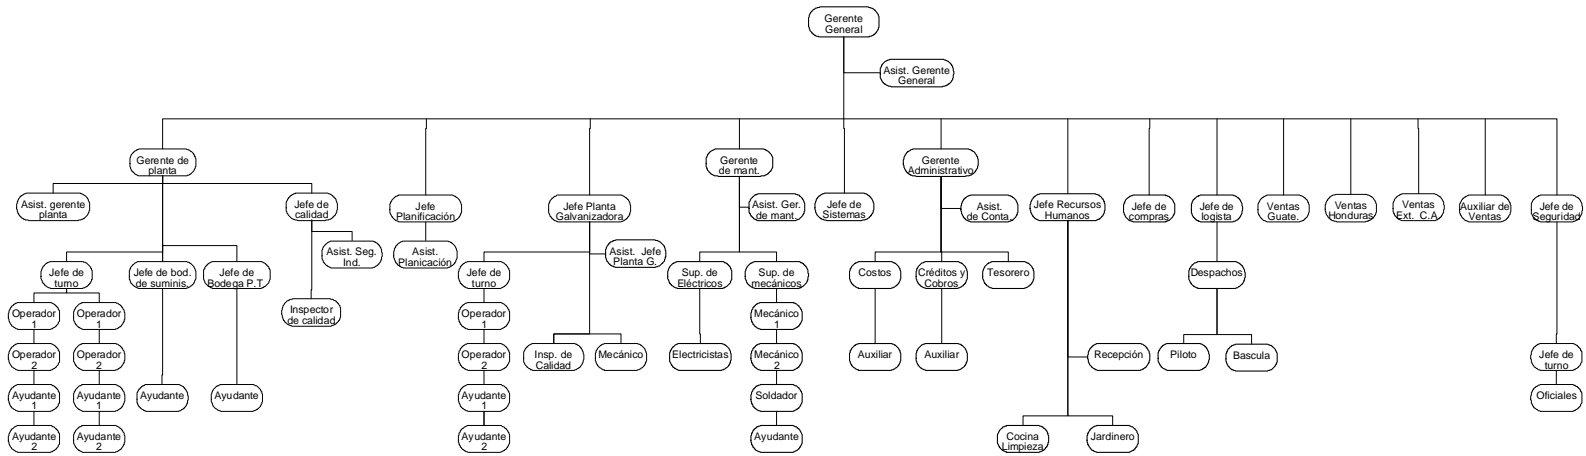 Gerente
General
Asist. Gerente
General
Gerente de
planta
Gerente
de mant.
Gerente
Administrativo
Asist. gerente
planta
Jefe de
calidad
Jefe
Planificación
Jefe Planta
Galvanizadora
Asist. Ger.
de mant.
Jefe de
Sistemas
Asist.
de Conta.
Jefe Recursos
Humanos
Jefe de
compras
Jefe de
logista
Ventas
Guate.
Ventas
Honduras
Ventas
Ext. C.A
Auxiliar de
Ventas
Jefe de
Seguridad
Asist. Seg.
Ind.
Asist.
Planicación
Asist. Jefe
Planta G.
Jefe de
turno
Jefe de bod.
de suminis.
Jefe de
Bodega P.T.
Jefe de
turno
Sup. de
Eléctricos
Sup. de
mecánicos
Costos
Créditos y
Cobros
Tesorero
Despachos
Operador
1
Operador
1
Inspector
de calidad
Operador
1
Mecánico
1
Operador
2
Operador
2
Operador
2
Insp. de
Calidad
Mecánico
Electricistas
Mecánico
2
Auxiliar
Auxiliar
Recepción
Piloto
Bascula
Jefe de
turno
Ayudante
1
Ayudante
1
Ayudante
Ayudante
Ayudante
1
Soldador
Oficiales
Ayudante
2
Ayudante
2
Ayudante
2
Ayudante
Cocina
Limpieza
Jardinero